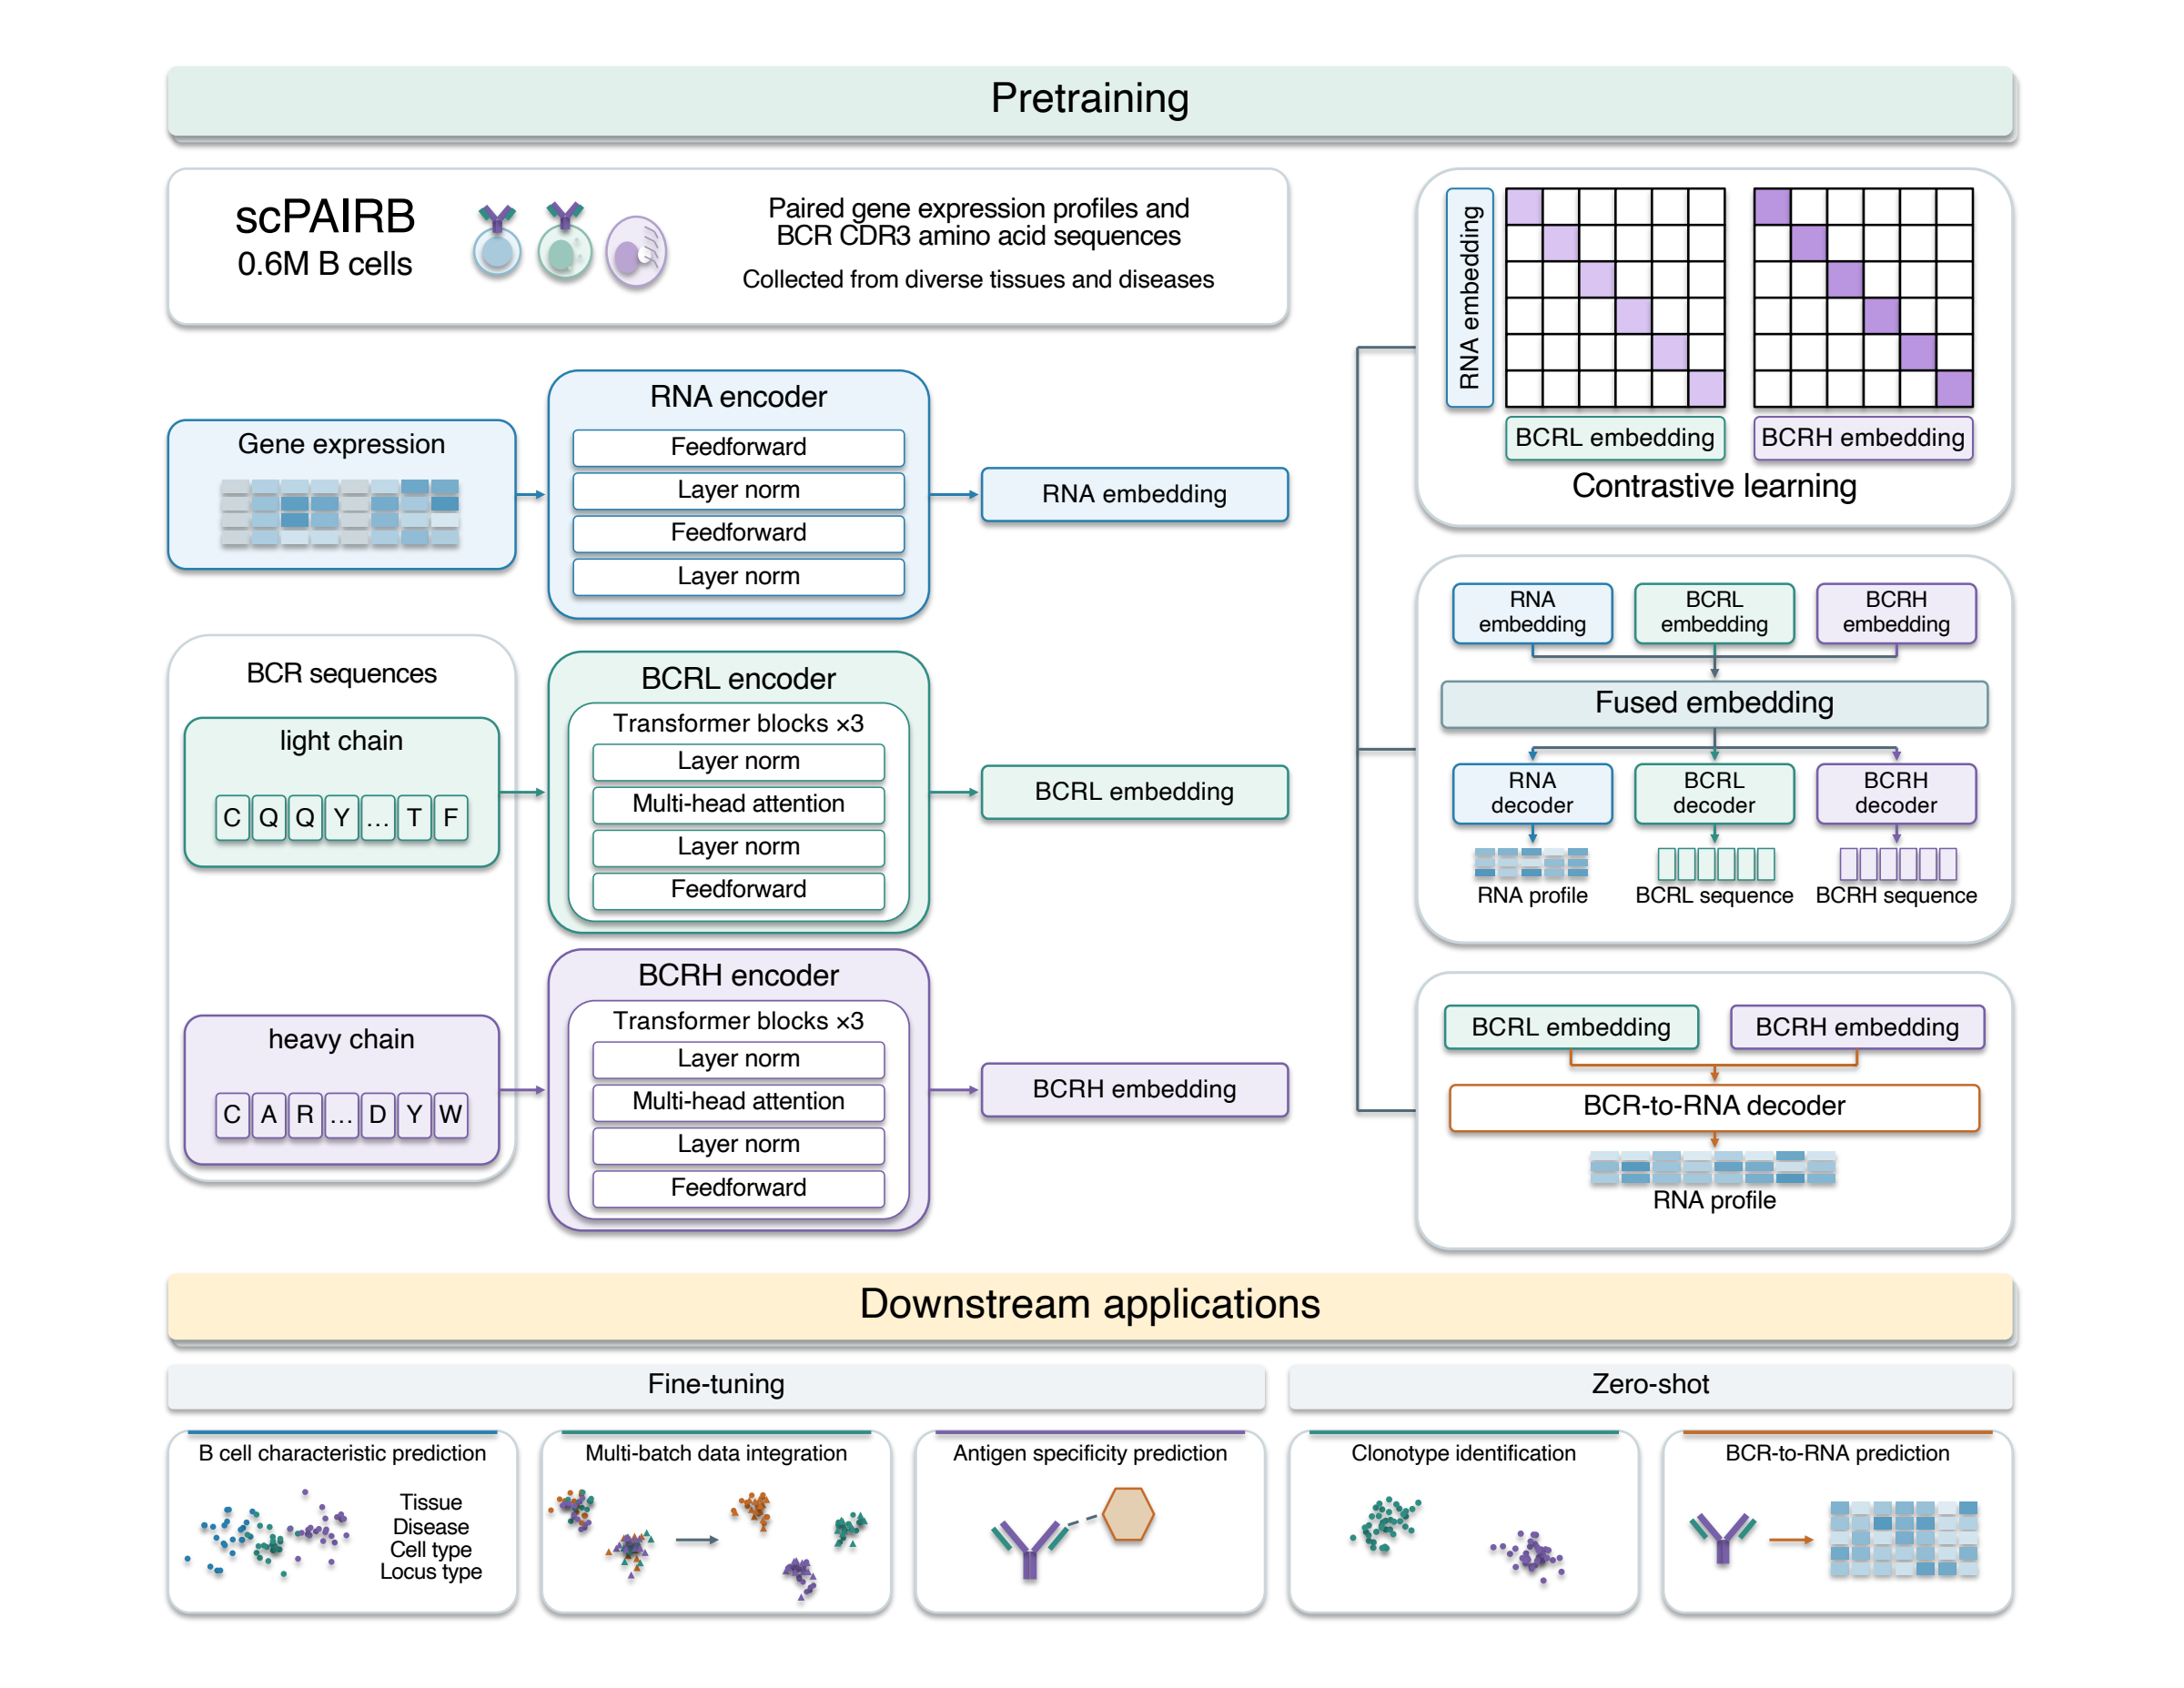 Pretraining
scPAIRB
0.6M B cells
Paired gene expression profiles and
BCR CDR3 amino acid sequences
Collected from diverse tissues and diseases
Gene expression
RNA encoder
Feedforward
Layer norm
Feedforward
Layer norm
RNA embedding
BCR sequences
light chain
C Q Q Y ... T F
BCRL encoder
Transformer blocks ×3
Layer norm
Multi-head attention
Layer norm
Feedforward
BCRL embedding
heavy chain
C A R ... D Y W
BCRH encoder
Transformer blocks ×3
Layer norm
Multi-head attention
Layer norm
Feedforward
BCRH embedding
RNA embedding
BCRL embedding
BCRH embedding
Contrastive learning
RNA
embedding
BCRL
embedding
BCRH
embedding
Fused embedding
RNA
decoder
BCRL
decoder
BCRH
decoder
RNA profile
BCRL sequence
BCRH sequence
BCRL embedding
BCRH embedding
BCR-to-RNA decoder
RNA profile
Downstream applications
Fine-tuning
Zero-shot
B cell characteristic prediction
Tissue
Disease
Cell type
Locus type
Multi-batch data integration
Antigen specificity prediction
Clonotype identification
BCR-to-RNA prediction